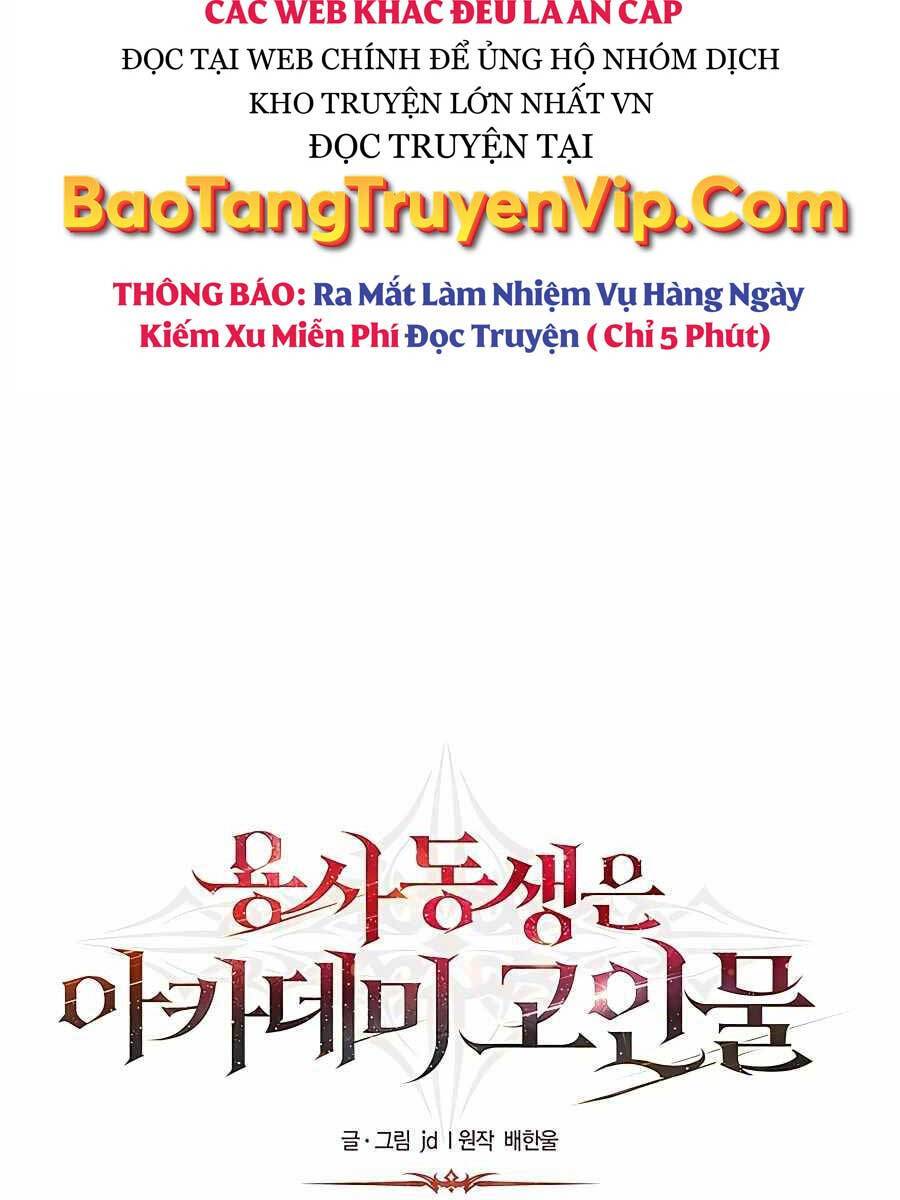 CÁC WEB KHÁC ĐỀU LÀ ĂN CẮP
ĐỌC TẠI WEB CHÍNH ĐỂ ỦNG HỘ NHÓM DỊCH
KHO TRUYỆN LỚN NHẤT VN
ĐỌC TRUYỆN TẠI
BaoTangTruyenVip.Com
THÔNG BÁO: Ra Mắt Làm Nhiệm Vụ Hàng Ngày
Kiếm Xu Miễn Phí Đọc Truyện ( Chỉ 5 Phút)
용사 동생은
아카데미 고인물
글·그림 jd | 원작 배한울